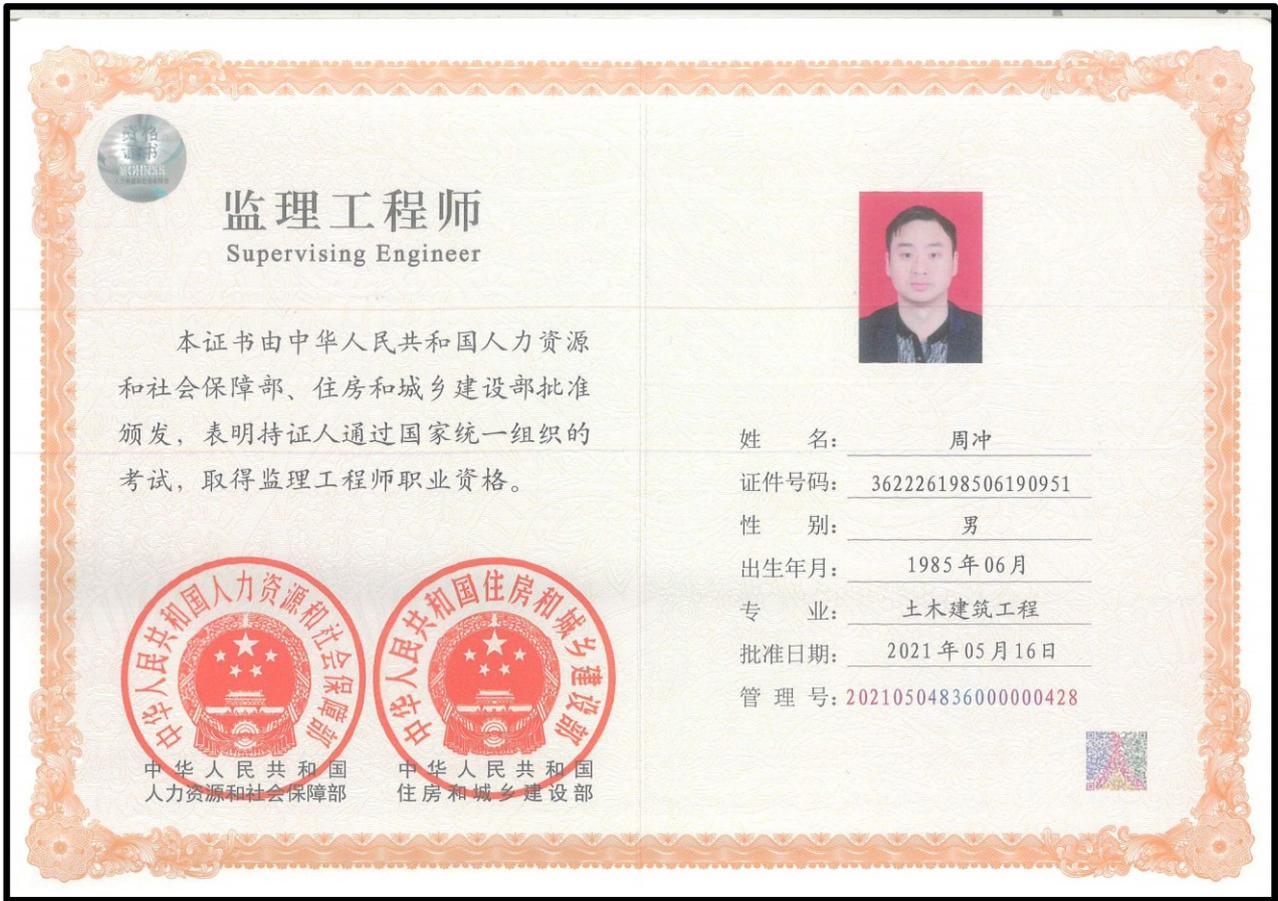 资格
证书
MOHRSS
监理工程师
Supervising Engineer
本证书由中华人民共和国人力资源
和社会保障部、住房和城乡建设部批准
颁发，表明持证人通过国家统一组织的
考试，取得监理工程师职业资格。
中华人民共和国人力资源和社会保障部
中华人民共和国住房和城乡建设部
中华人民共和国
人力资源和社会保障部
中华人民共和国
住房和城乡建设部
姓 名：周冲
证件号码：362226198506190951
性 别：男
出生年月：1985年06月
专 业：土木建筑工程
批准日期：2021年05月16日
管 理 号：20210504836000000428